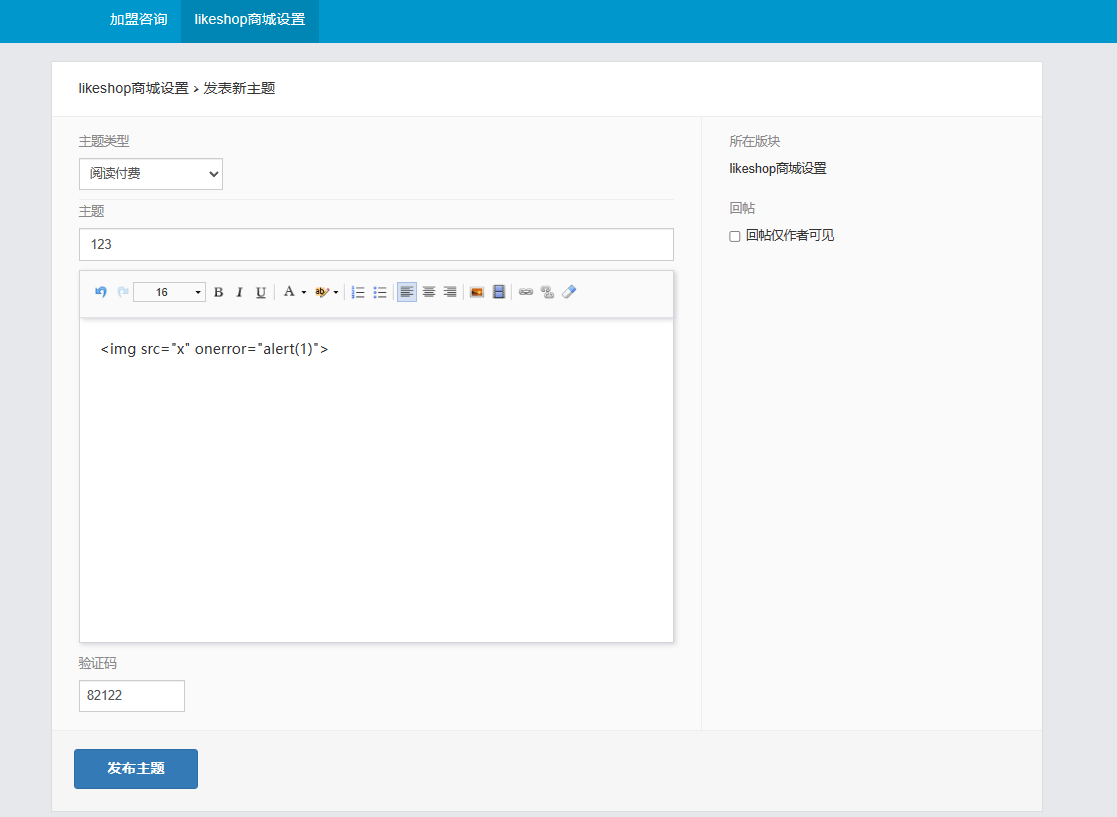 加盟咨询 likeshop商城设置
likeshop商城设置 › 发表新主题
主题类型
阅读付费
主题
123
16 B I U A ab
<img src="x" onerror="alert(1)">
验证码
82122
发布主题
所在版块
likeshop商城设置
回帖
回帖仅作者可见